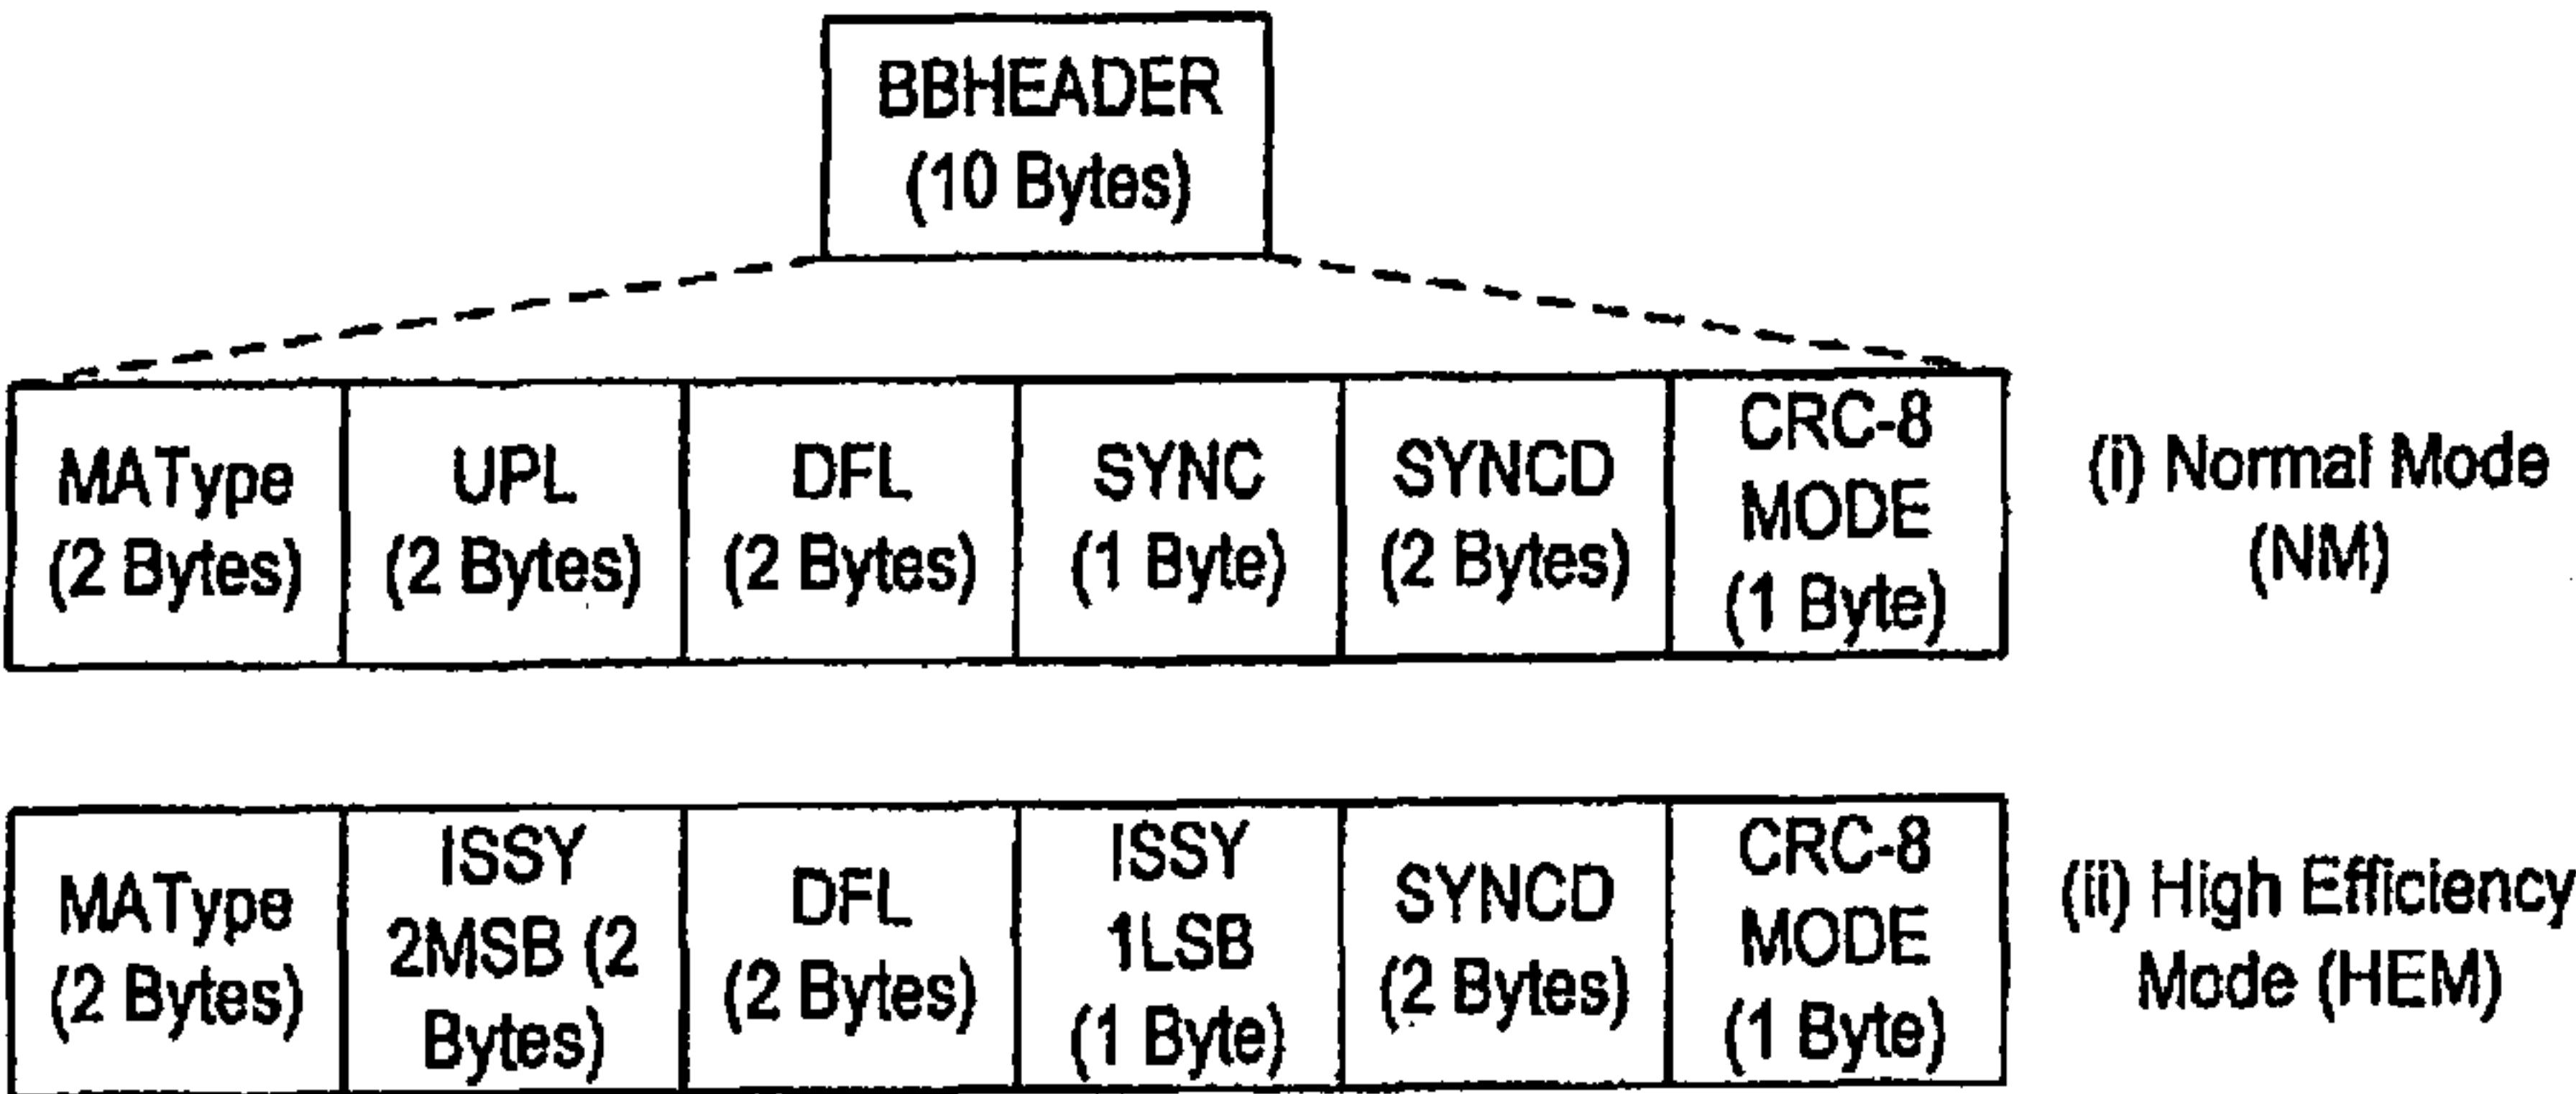 BBHEADER
(10 Bytes)
MAType
(2 Bytes)
UPL
(2 Bytes)
DFL
(2 Bytes)
SYNC
(1 Byte)
SYNCD
(2 Bytes)
CRC-8
MODE
(1 Byte)
(i) Normal Mode
(NM)
MAType
(2 Bytes)
ISSY
2MSB (2
Bytes)
DFL
(2 Bytes)
ISSY
1LSB
(1 Byte)
SYNCD
(2 Bytes)
CRC-8
MODE
(1 Byte)
(ii) High Efficiency
Mode (HEM)